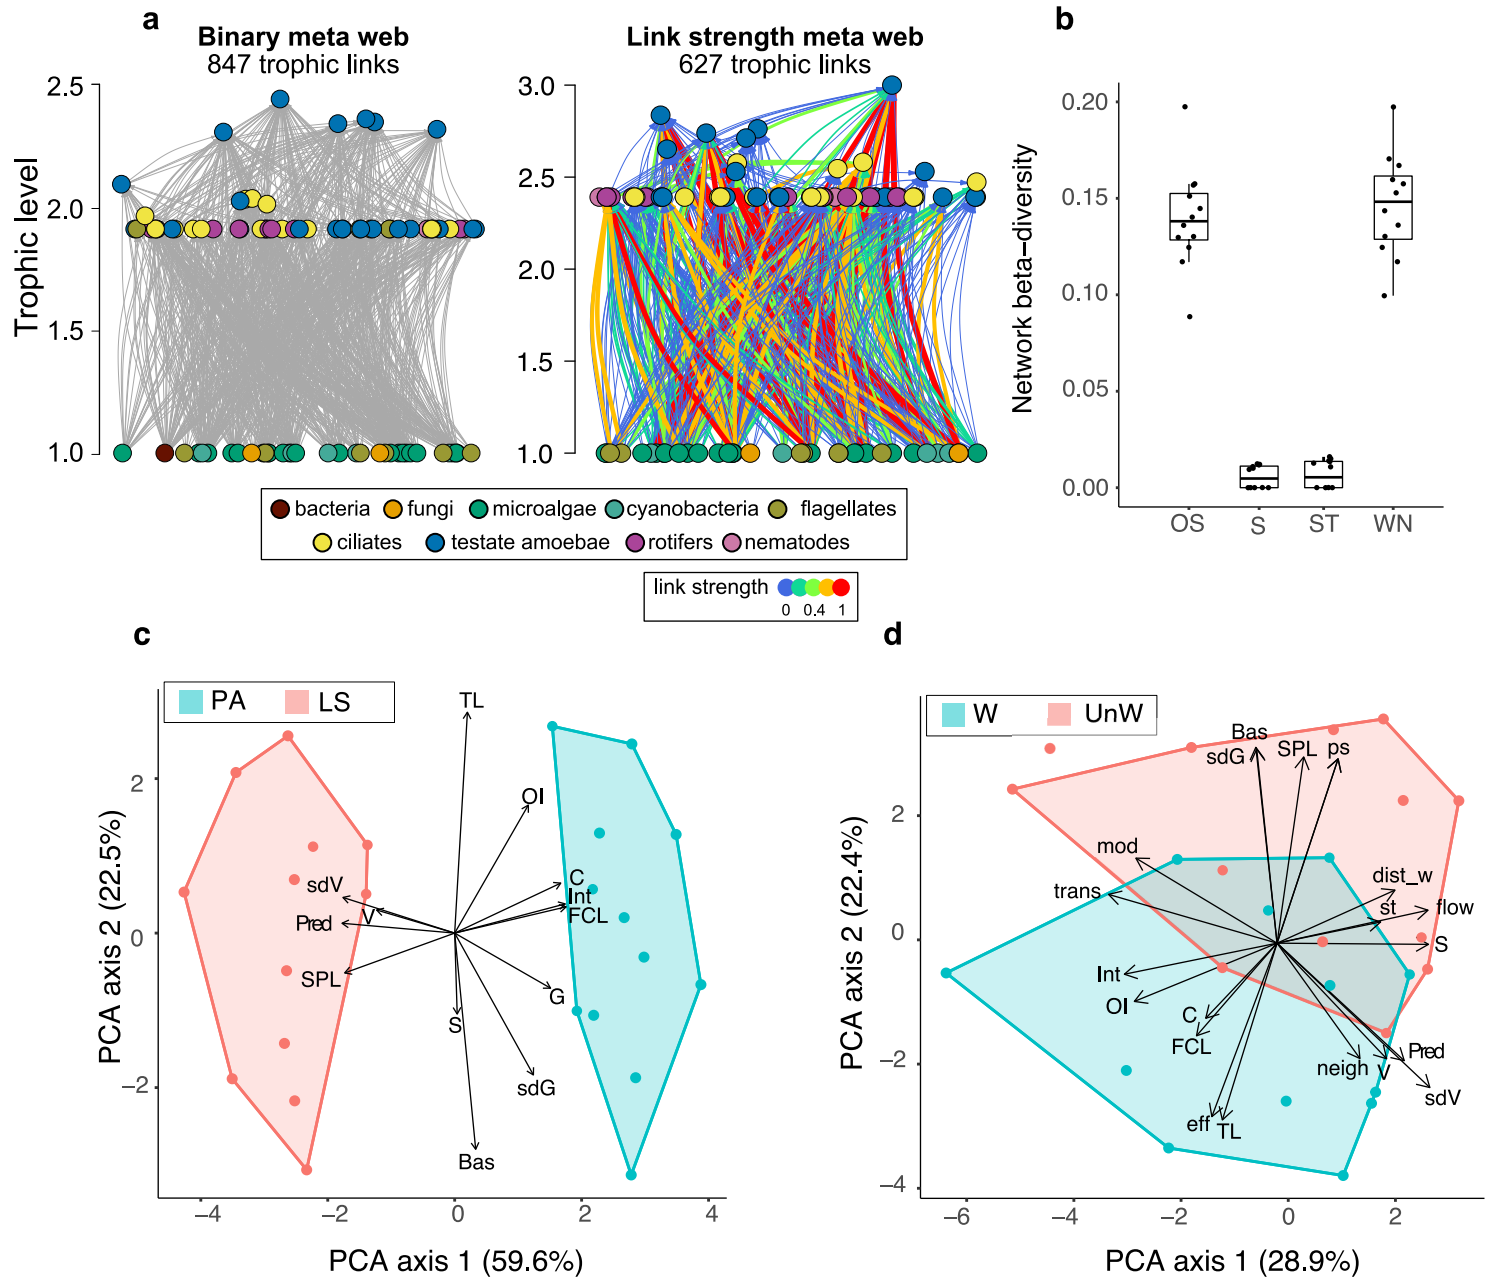 a
Binary meta web
847 trophic links
Link strength meta web
627 trophic links
Trophic level
2.5
2.0
1.5
1.0
3.0
2.5
2.0
1.5
1.0
bacteria fungi microalgae cyanobacteria flagellates
ciliates testate amoebae rotifers nematodes
link strength
0 0.4 1
b
Network beta−diversity
0.20
0.15
0.10
0.05
0.00
OS S ST WN
c
PA LS
PCA axis 2 (22.5%)
2
0
−2
TL
OI
C
Int
FCL
sdV
V
Pred
SPL
G
S
sdG
Bas
−4 −2 0 2 4
PCA axis 1 (59.6%)
d
W UnW
PCA axis 2 (22.4%)
2
0
−2
−4
Bas
sdG SPL ps
mod
trans
dist_w
st flow
S
Int
OI
C
FCL
neigh V Pred
sdV
eff TL
−6 −4 −2 0 2
PCA axis 1 (28.9%)